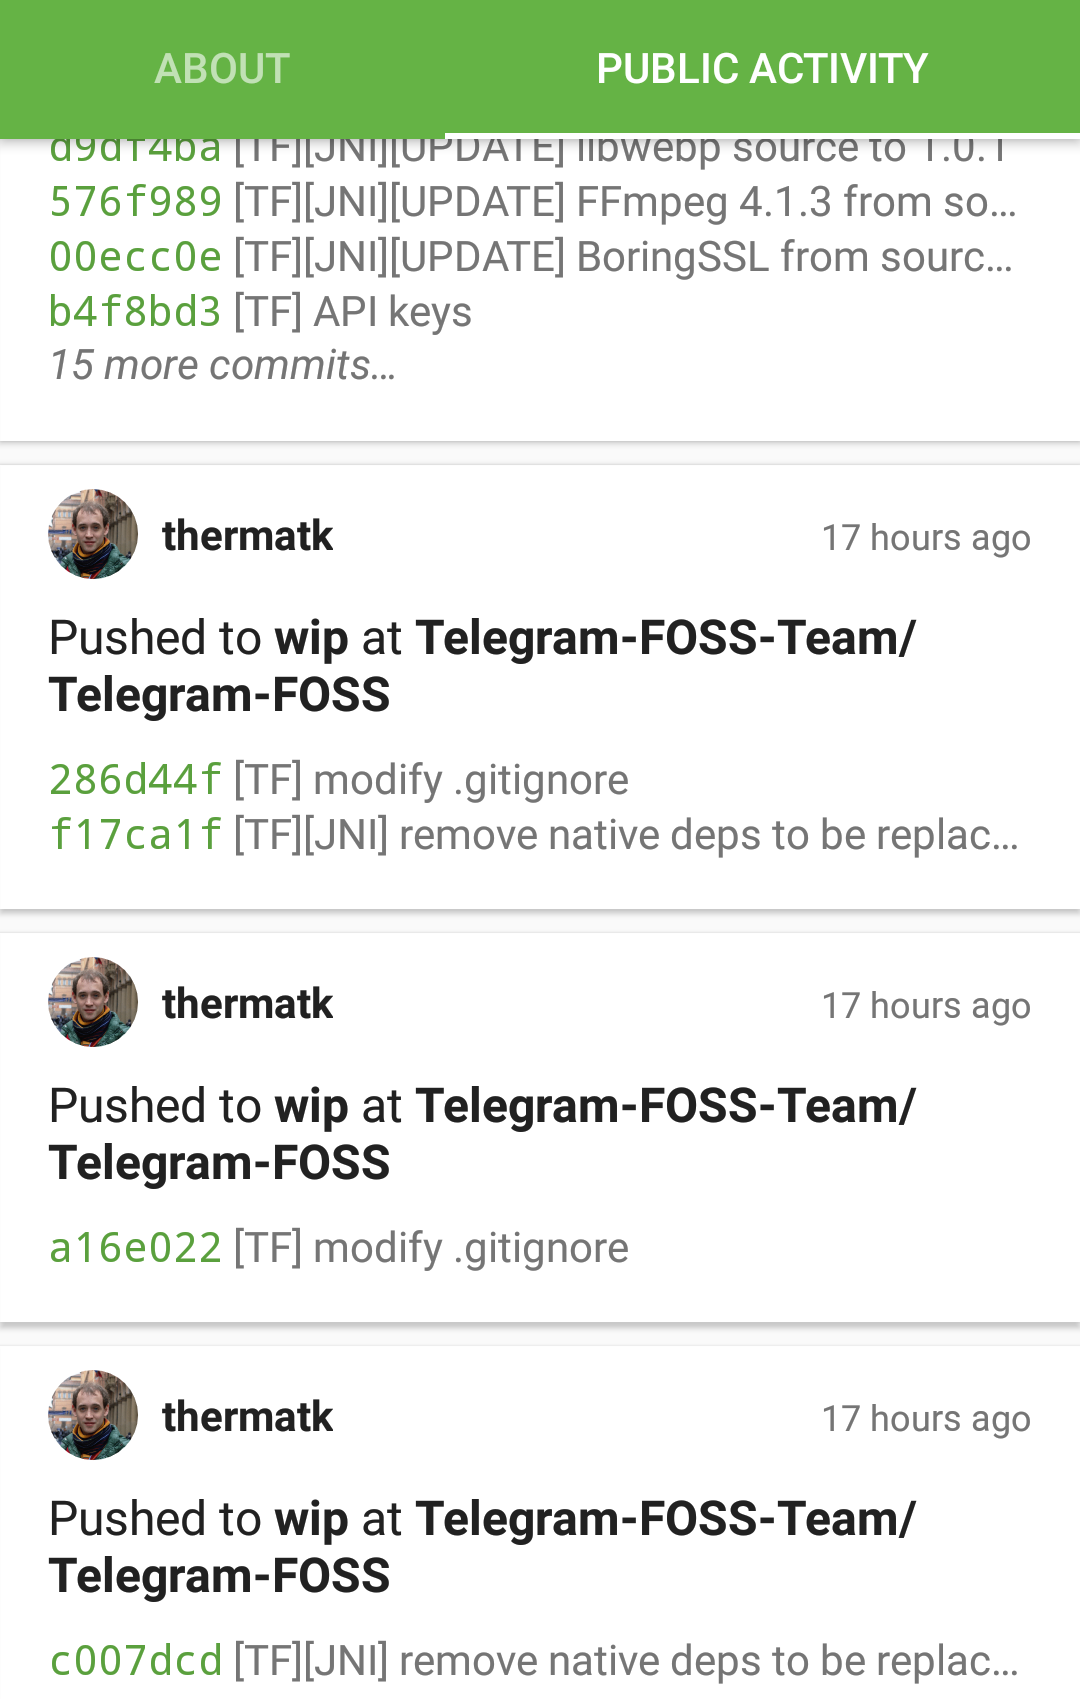 ABOUT
PUBLIC ACTIVITY
d9df4ba [TF][JNI][UPDATE] libwebp source to 1.0.1
576f989 [TF][JNI][UPDATE] FFmpeg 4.1.3 from so...
00ecc0e [TF][JNI][UPDATE] BoringSSL from sourc...
b4f8bd3 [TF] API keys
15 more commits...
thermatk
17 hours ago
Pushed to wip at Telegram-FOSS-Team/
Telegram-FOSS
286d44f [TF] modify .gitignore
f17ca1f [TF][JNI] remove native deps to be replac...
thermatk
17 hours ago
Pushed to wip at Telegram-FOSS-Team/
Telegram-FOSS
a16e022 [TF] modify .gitignore
thermatk
17 hours ago
Pushed to wip at Telegram-FOSS-Team/
Telegram-FOSS
c007dcd [TF][JNI] remove native deps to be replac...